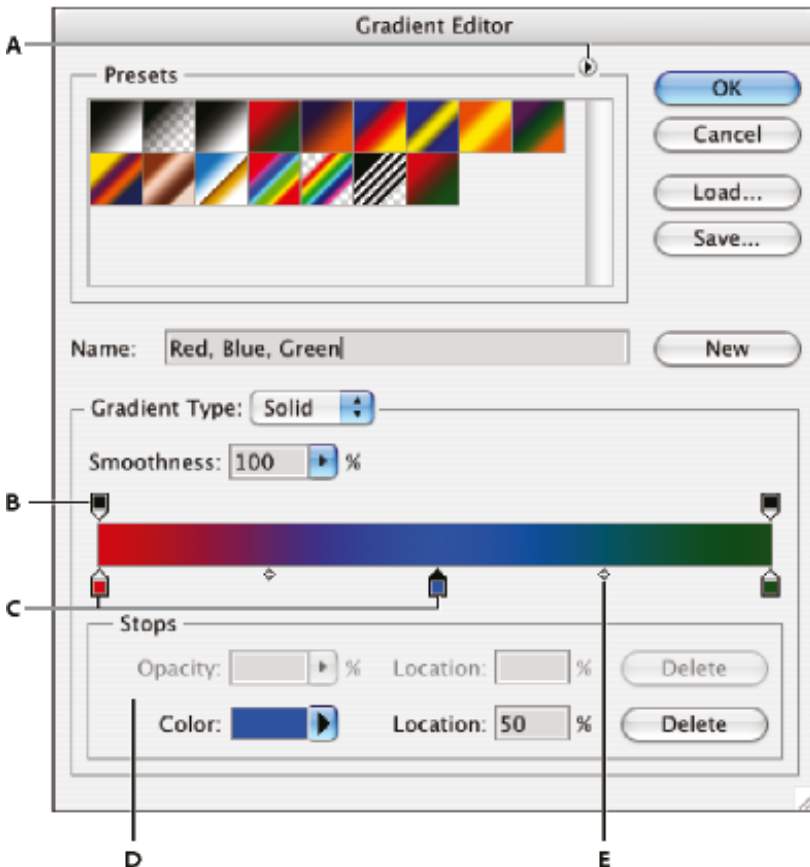 Gradient Editor
A
Presets
OK
Cancel
Load...
Save...
Name: Red, Blue, Green
New
Gradient Type: Solid
Smoothness: 100 %
B
C
Stops
Opacity: % Location: % Delete
Color: Location: 50 % Delete
D E